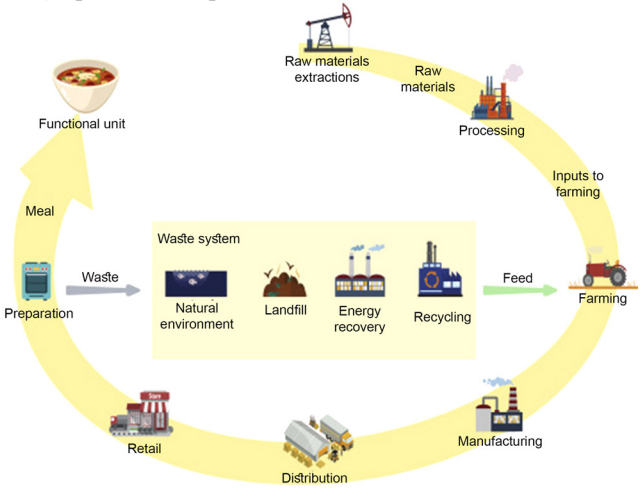 Raw materials
extractions
Raw
materials
Processing
Inputs to
farming
Farming
Manufacturing
Distribution
Store
Retail
Preparation
Meal
Functional unit
Waste
Waste system
Natural
environment
Landfill
Energy
recovery
Recycling
Feed